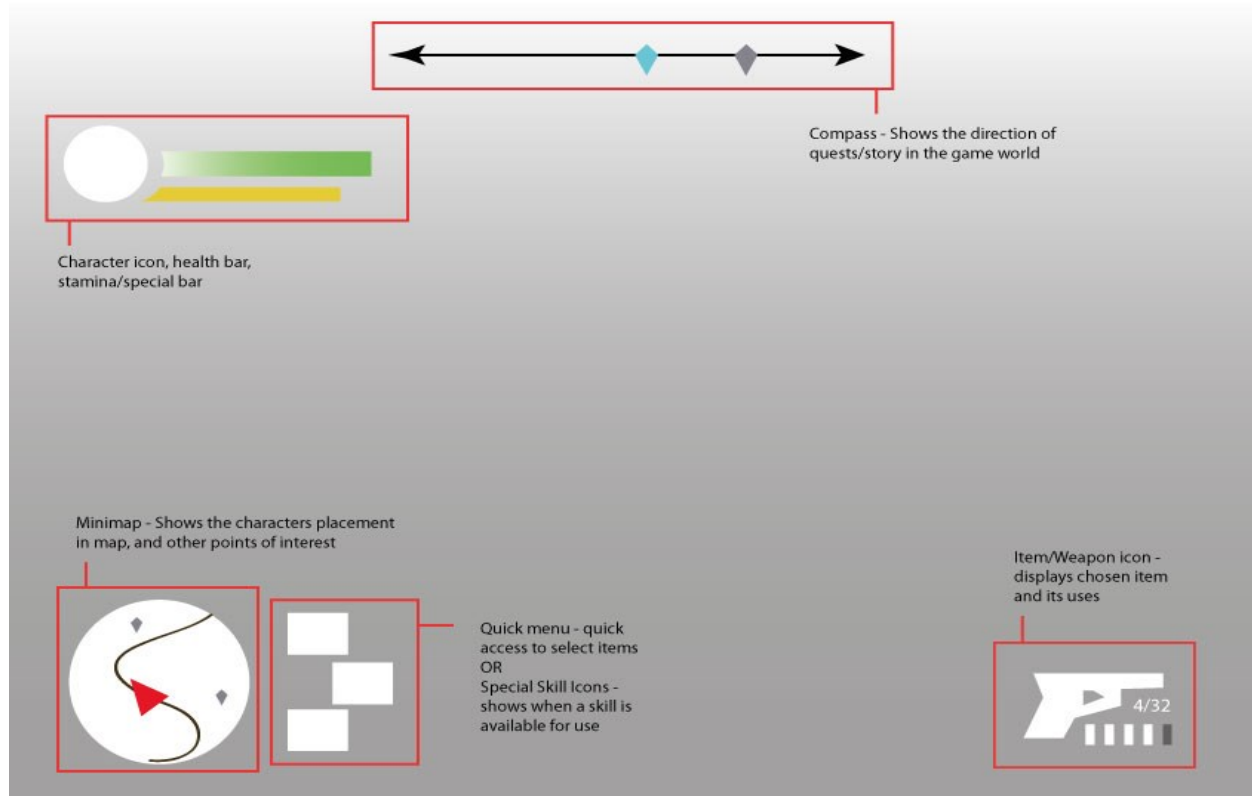 Compass - Shows the direction of
quests/story in the game world
Character icon, health bar,
stamina/special bar
Minimap - Shows the characters placement
in map, and other points of interest
Quick menu - quick
access to select items
OR
Special Skill Icons -
shows when a skill is
available for use
Item/Weapon icon -
displays chosen item
and its uses
4/32